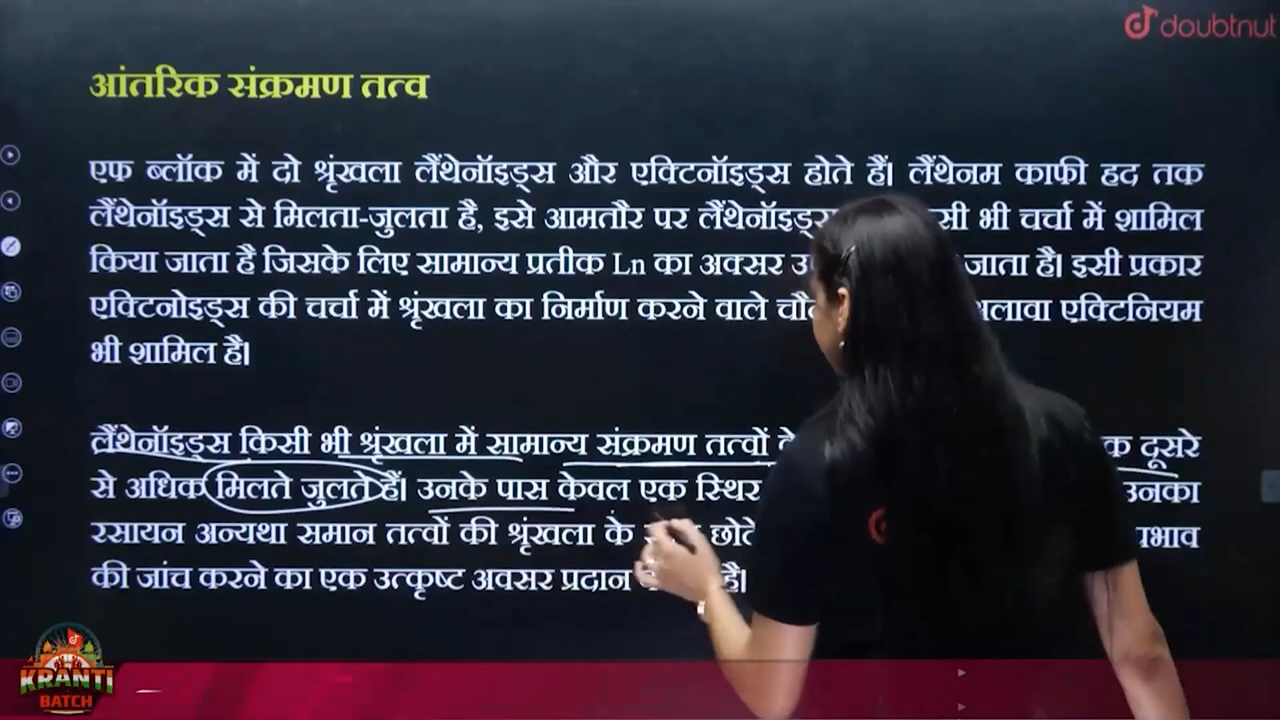 doubtnut
आंतरिक संक्रमण तत्व
एफ ब्लॉक में दो श्रृंखला लैंथेनॉइड्स और एक्टिनॉइड्स होते हैं। लैंथेनम काफी हद तक
लैंथेनॉइड्स से मिलता-जुलता है, इसे आमतौर पर लैंथेनॉइड्स भी चर्चा में शामिल
किया जाता है जिसके लिए सामान्य प्रतीक Ln का अक्सर जाता है। इसी प्रकार
एक्टिनोइड्स की चर्चा में श्रृंखला का निर्माण करने वाले एक्टिनियम
भी शामिल है।
लैंथेनॉइड्स किसी भी श्रृंखला में सामान्य संक्रमण तत्वों दूसरे
से अधिक मिलते जुलते हैं। उनके पास केवल एक स्थिर उनका
रसायन अन्यथा समान तत्वों की श्रृंखला के
की जांच करने का एक उत्कृष्ट अवसर प्रदान है।
KRANTI
BATCH